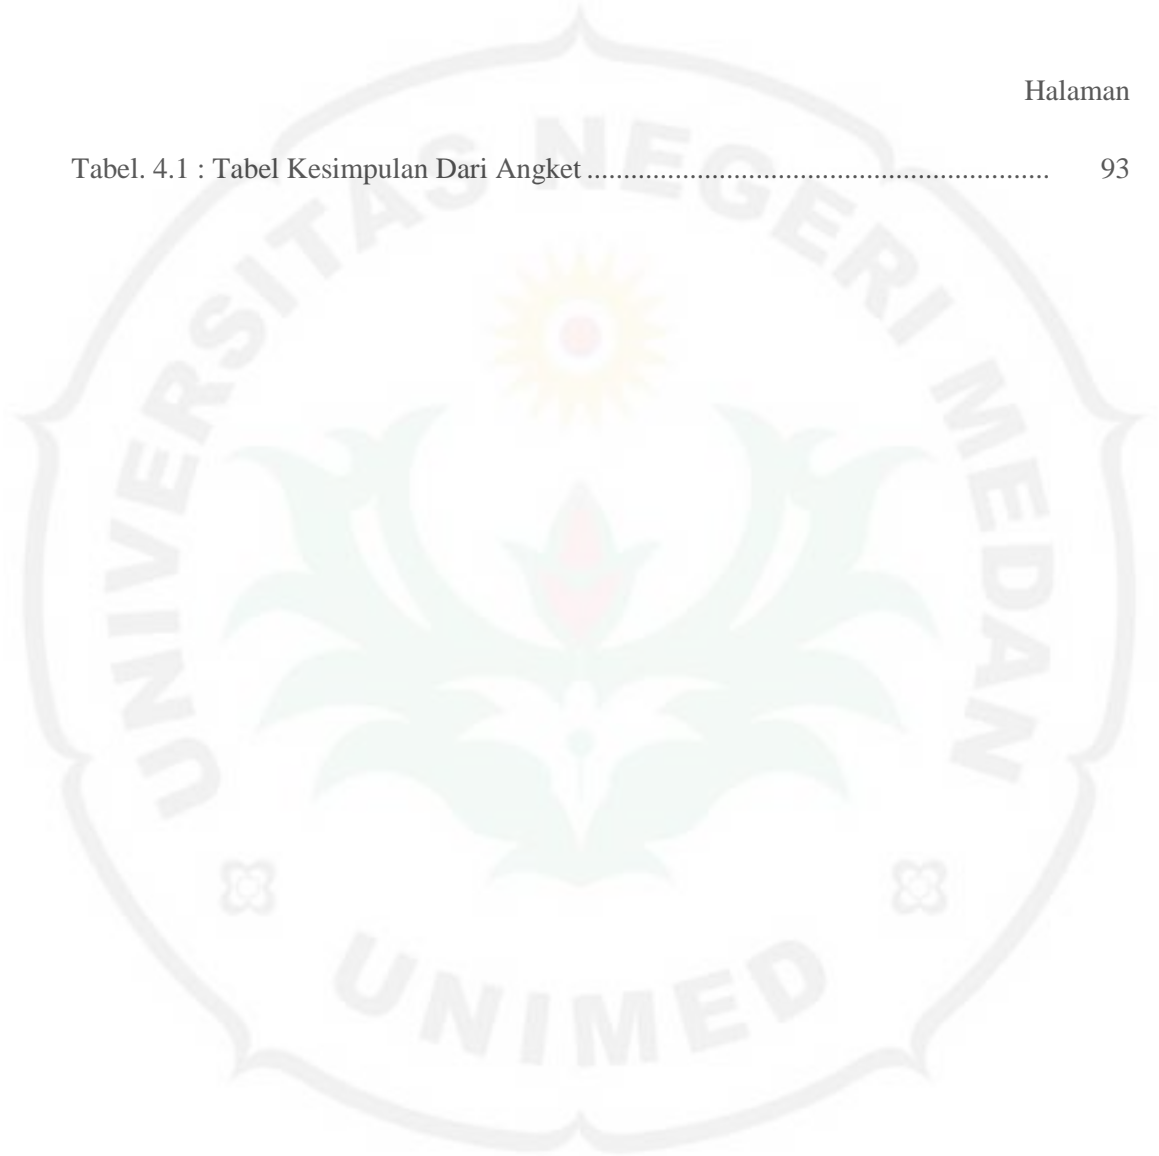 Halaman
Tabel. 4.1 : Tabel Kesimpulan Dari Angket ................................................................ 93
UNIVERSITAS NEGERI MEDAN
UNIMED